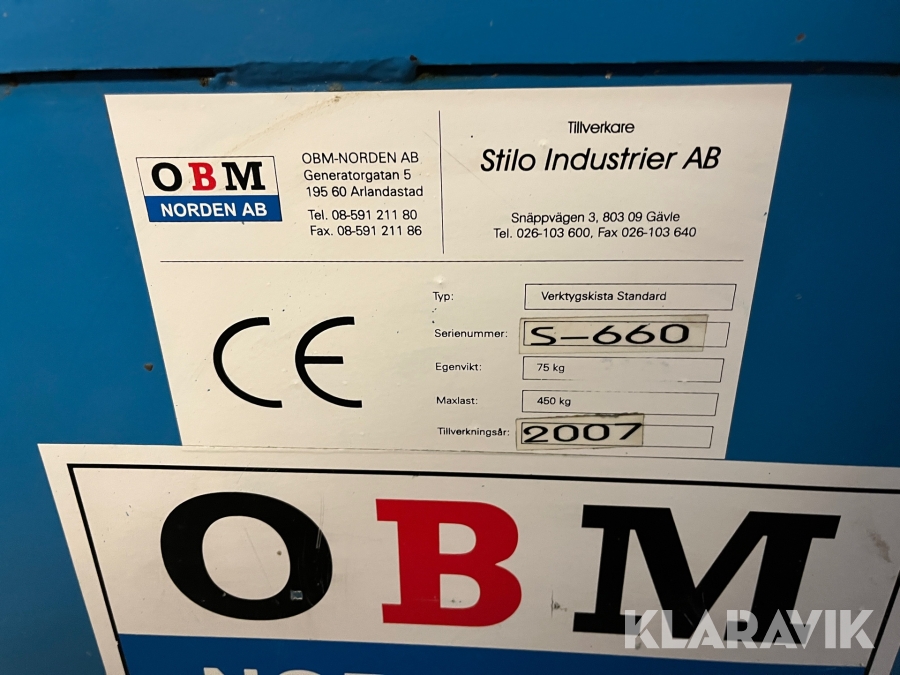 OBM
NORDEN AB
OBM-NORDEN AB
Generatorgatan 5
195 60 Arlandastad
Tel. 08-591 211 80
Fax. 08-591 211 86
Tillverkare
Stilo Industrier AB
Snäppvägen 3, 803 09 Gävle
Tel. 026-103 600, Fax 026-103 640
CE
Typ: Verktygskista Standard
Serienummer: S-660
Egenvikt: 75 kg
Maxlast: 450 kg
Tillverkningsår: 2007
OBM
KLARAVIK